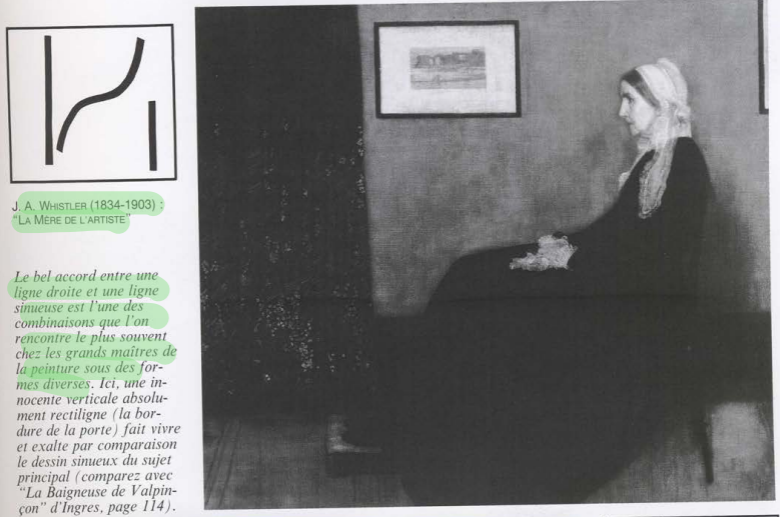 J. A. WHISTLER (1834-1903) :
"LA MÈRE DE L'ARTISTE"
Le bel accord entre une
ligne droite et une ligne
sinueuse est l'une des
combinaisons que l'on
rencontre le plus souvent
chez les grands maîtres de
la peinture sous des for-
mes diverses. Ici, une in-
nocente verticale absolu-
ment rectiligne (la bor-
dure de la porte) fait vivre
et exalte par comparaison
le dessin sinueux du sujet
principal (comparez avec
"La Baigneuse de Valpin-
çon" d'Ingres, page 114).